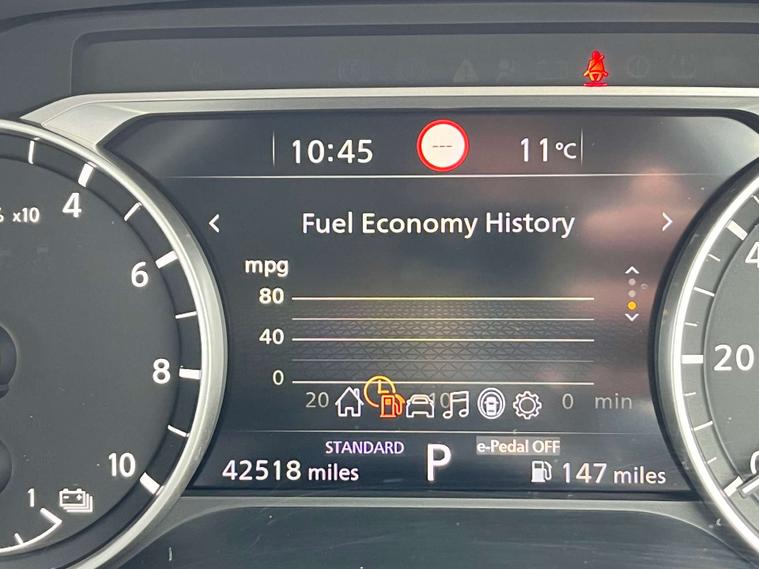 10:45 --- 11°C
Fuel Economy History
mpg
80
40
0
20 10 0 min
STANDARD e-Pedal OFF
42518 miles P 147 miles
x10
4
6
8
10
1
20